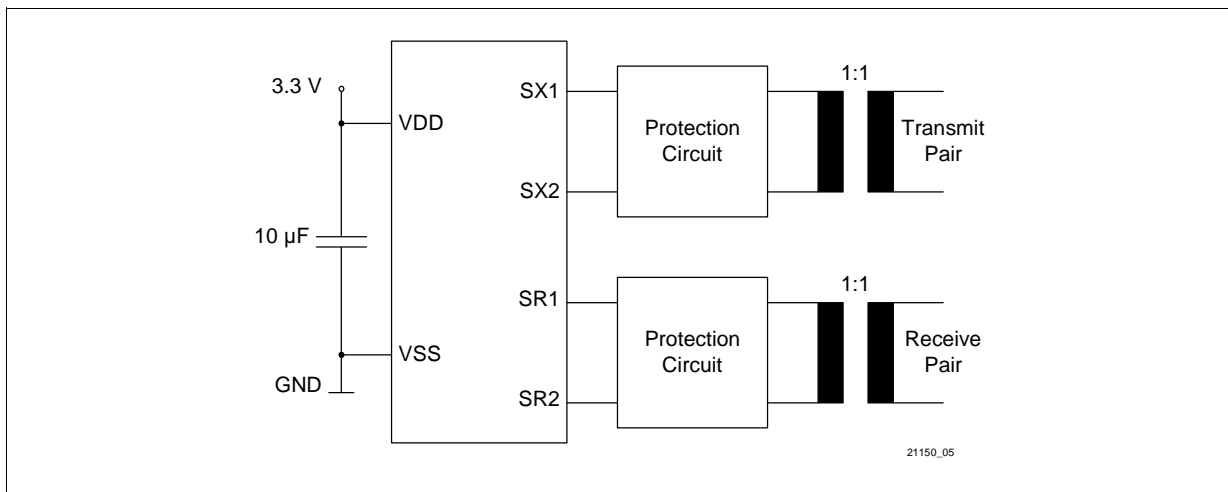 3.3 V
VDD
10 µF
VSS
GND
SX1
SX2
SR1
SR2
Protection
Circuit
1:1
Transmit
Pair
Protection
Circuit
1:1
Receive
Pair
21150_05